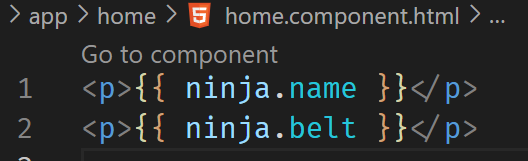 > app > home > home.component.html > ...
Go to component
1 <p>{{ ninja.name }}</p>
2 <p>{{ ninja.belt }}</p>